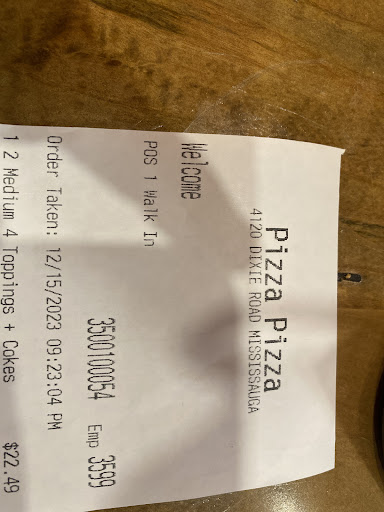 Pizza Pizza
4120 DIXIE ROAD MISSISSAUGA
Welcome
POS 1 Walk In
3500100054 Emp 3599
Order Taken: 12/15/2023 09:23:04 PM
1 2 Medium 4 Toppings + Cokes $22.49